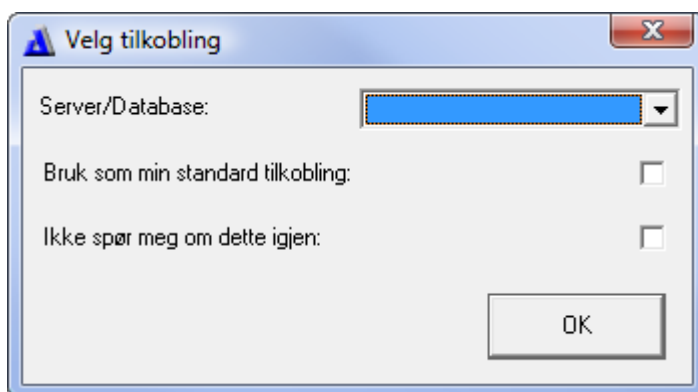 Velg tilkobling
Server/Database:
Bruk som min standard tilkobling:
Ikke spør meg om dette igjen:
OK